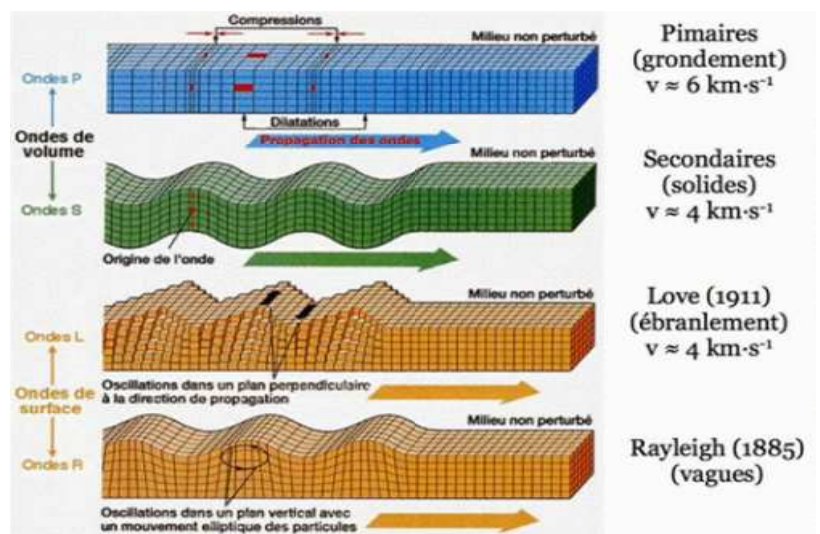 Compressions
Milieu non perturbé
Ondes P
Dilatations
Propagation des ondes
Pimaires
(grondement)
v ≈ 6 km·s⁻¹
Ondes de
volume
Milieu non perturbé
Ondes S
Origine de l'onde
Secondaires
(solides)
v ≈ 4 km·s⁻¹
Milieu non perturbé
Ondes L
Oscillations dans un plan perpendiculaire
à la direction de propagation
Love (1911)
(ébranlement)
v ≈ 4 km·s⁻¹
Ondes de
surface
Milieu non perturbé
Ondes R
Oscillations dans un plan vertical avec
un mouvement elliptique des particules
Rayleigh (1885)
(vagues)